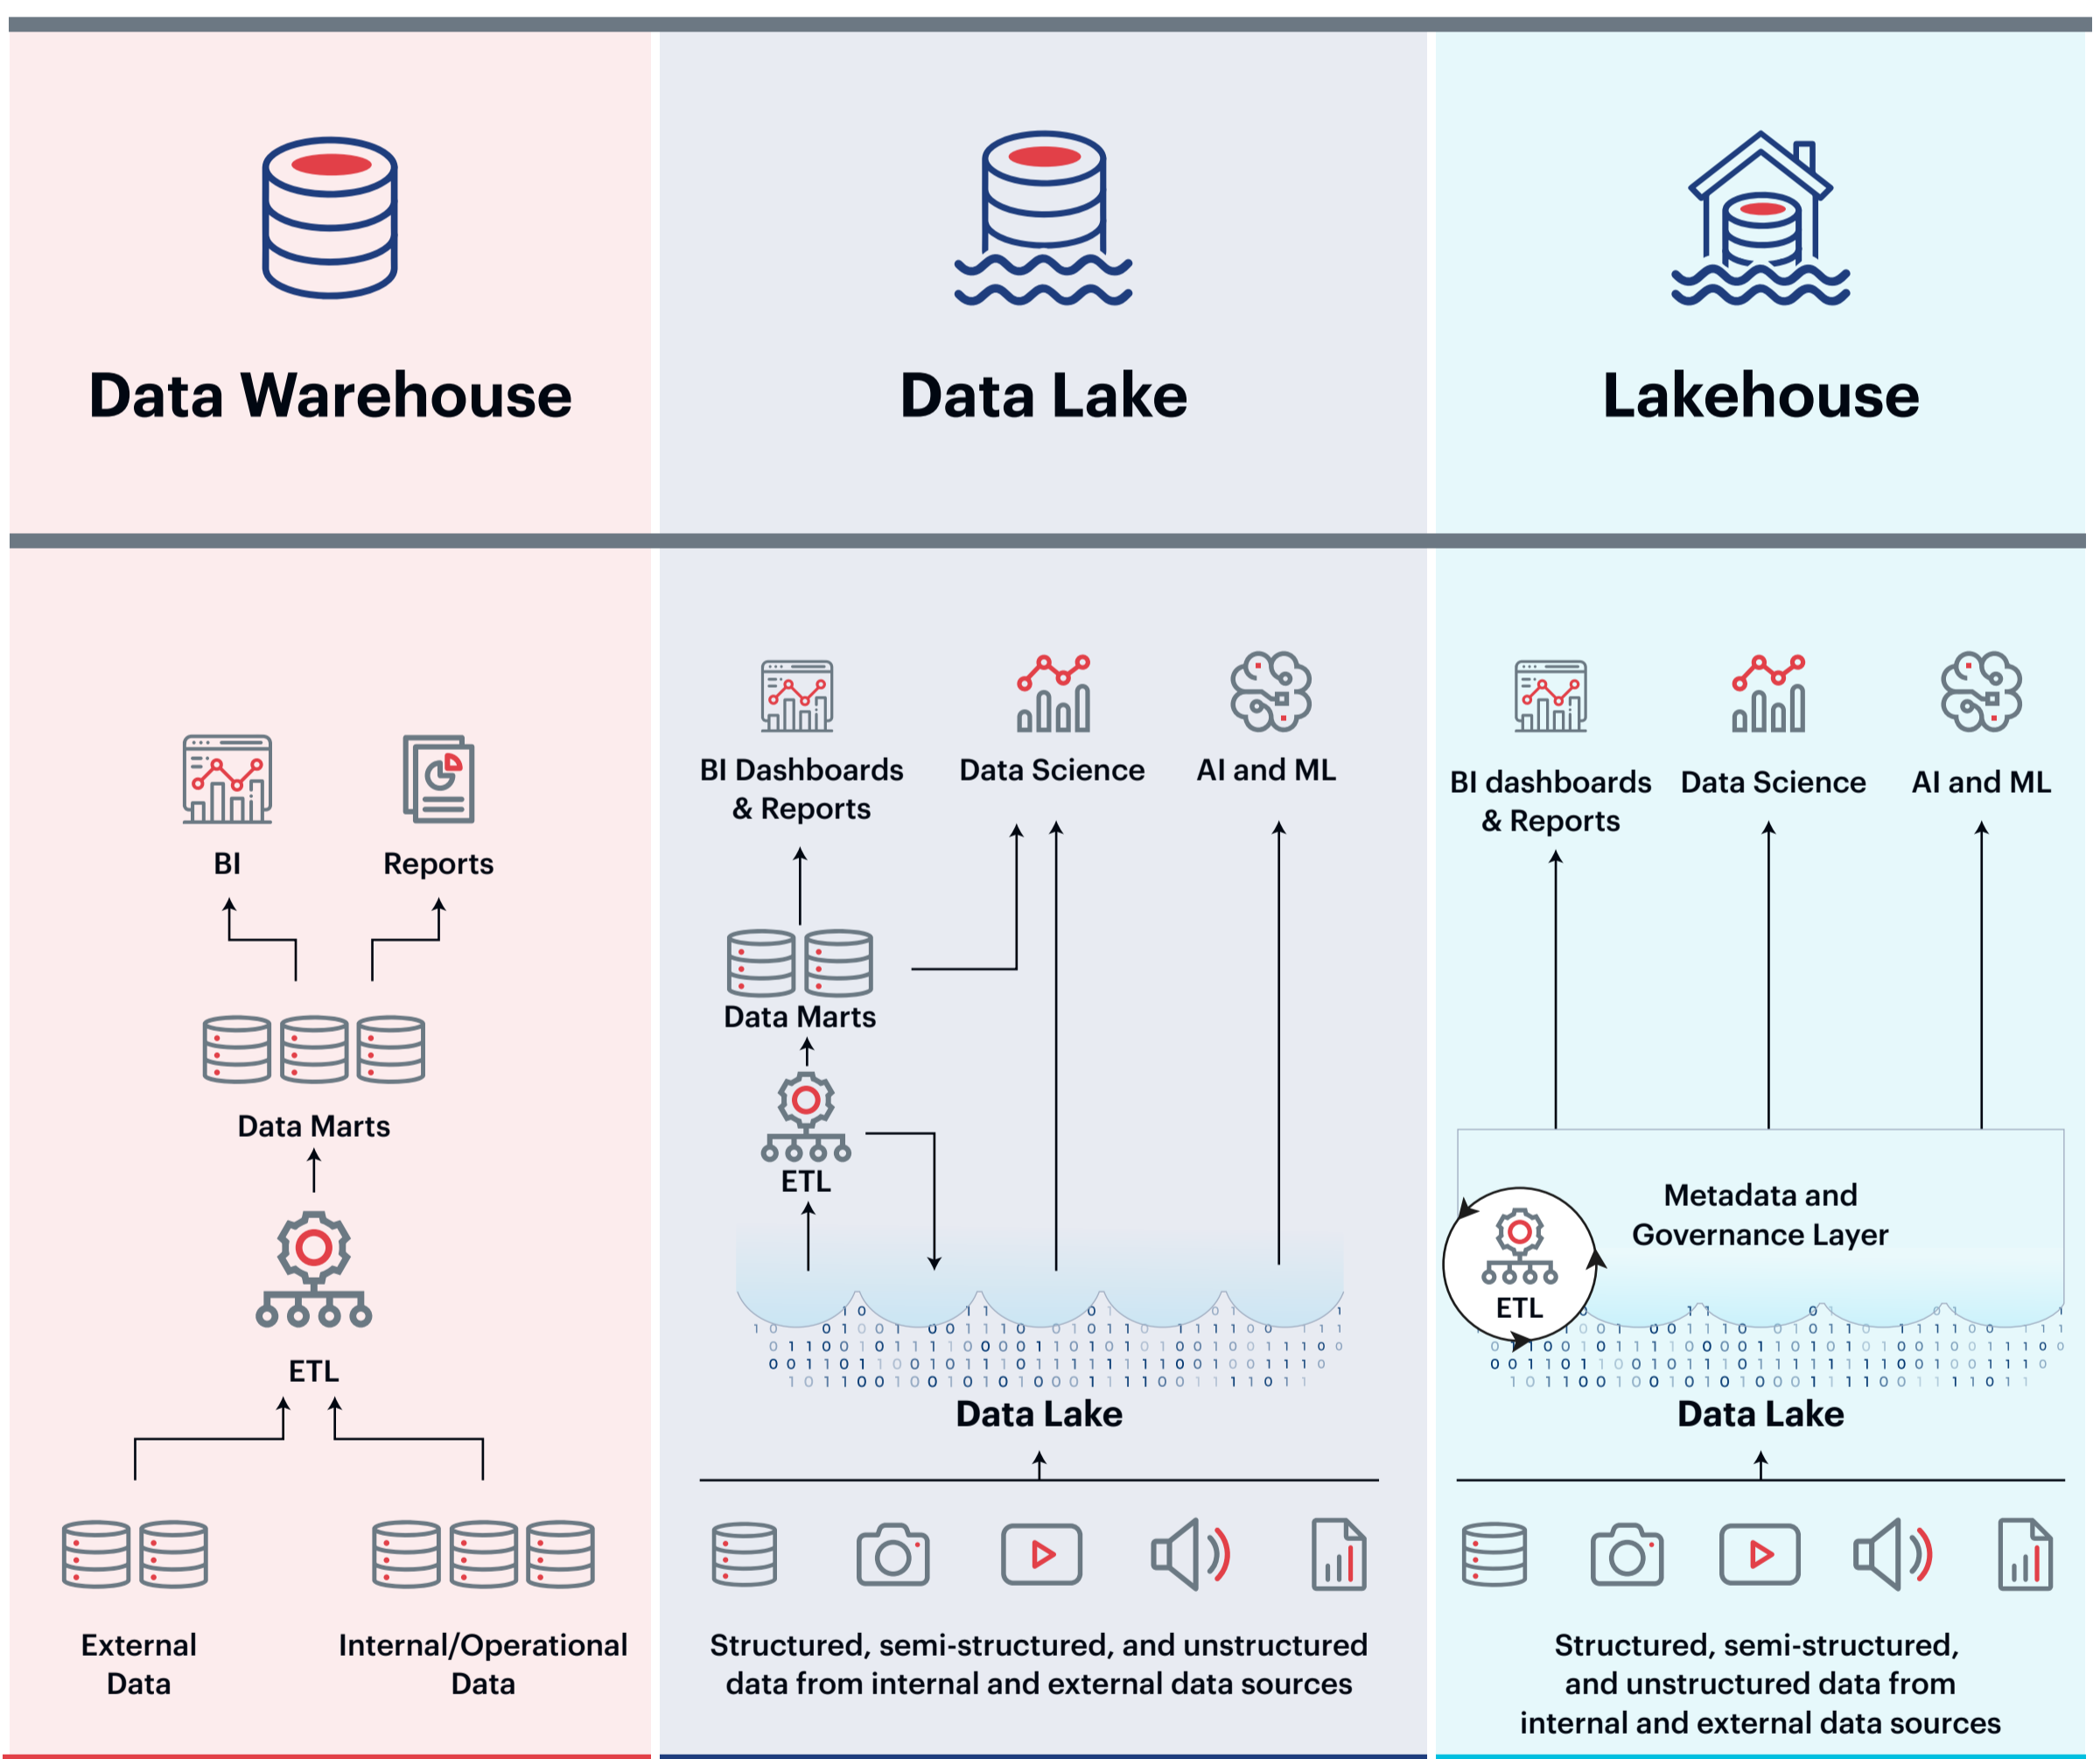 Data Warehouse
Data Lake
Lakehouse
BI
Reports
Data Marts
ETL
External
Data
Internal/Operational
Data
BI Dashboards
& Reports
Data Science
AI and ML
Data Marts
ETL
Data Lake
Structured, semi-structured, and unstructured
data from internal and external data sources
BI dashboards
& Reports
Data Science
AI and ML
Metadata and
Governance Layer
ETL
Data Lake
Structured, semi-structured,
and unstructured data from
internal and external data sources